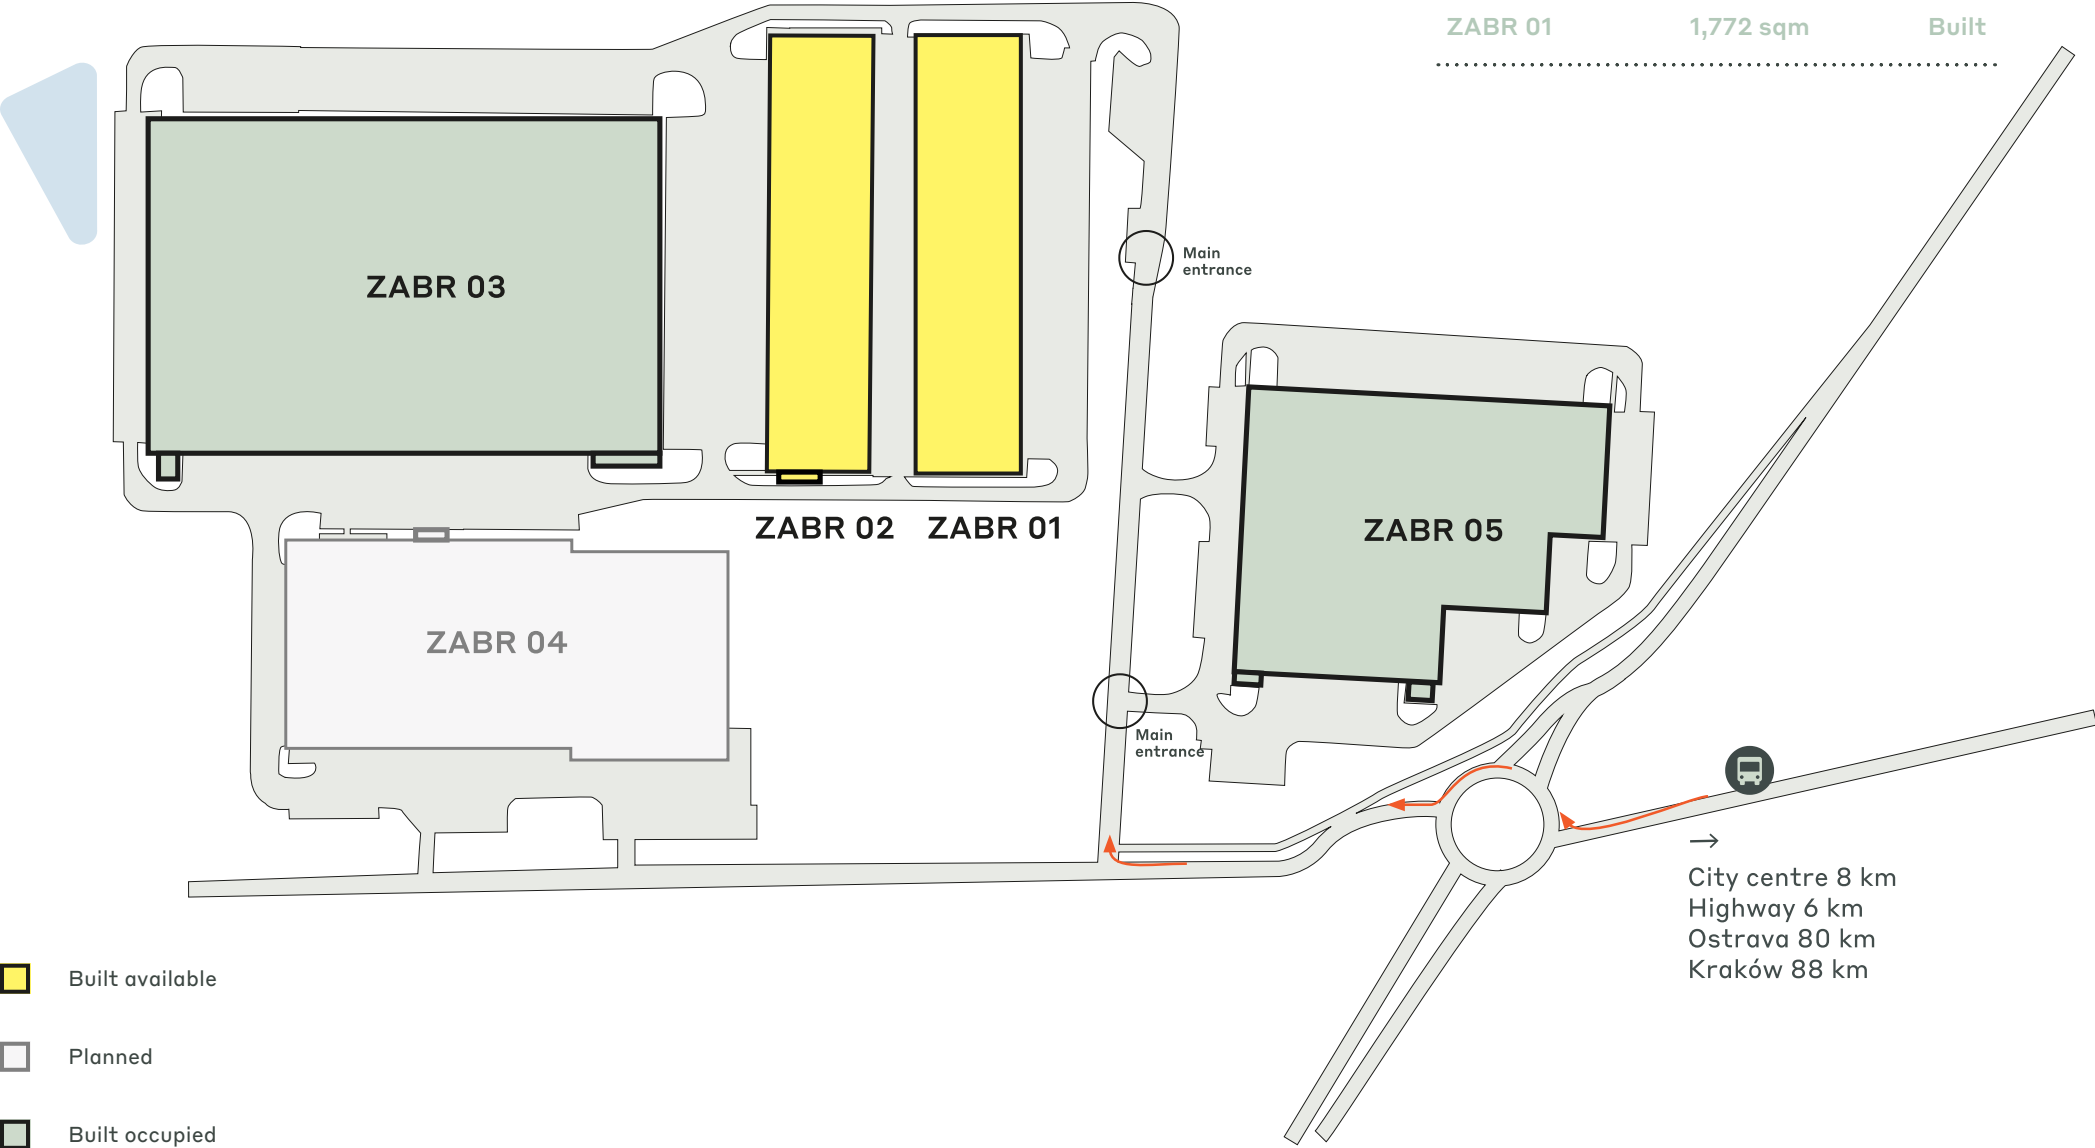 ZABR 01 1,772 sqm Built
Main
entrance
ZABR 03
ZABR 02 ZABR 01
ZABR 05
ZABR 04
Main
entrance
City centre 8 km
Highway 6 km
Ostrava 80 km
Kraków 88 km
Built available
Planned
Built occupied